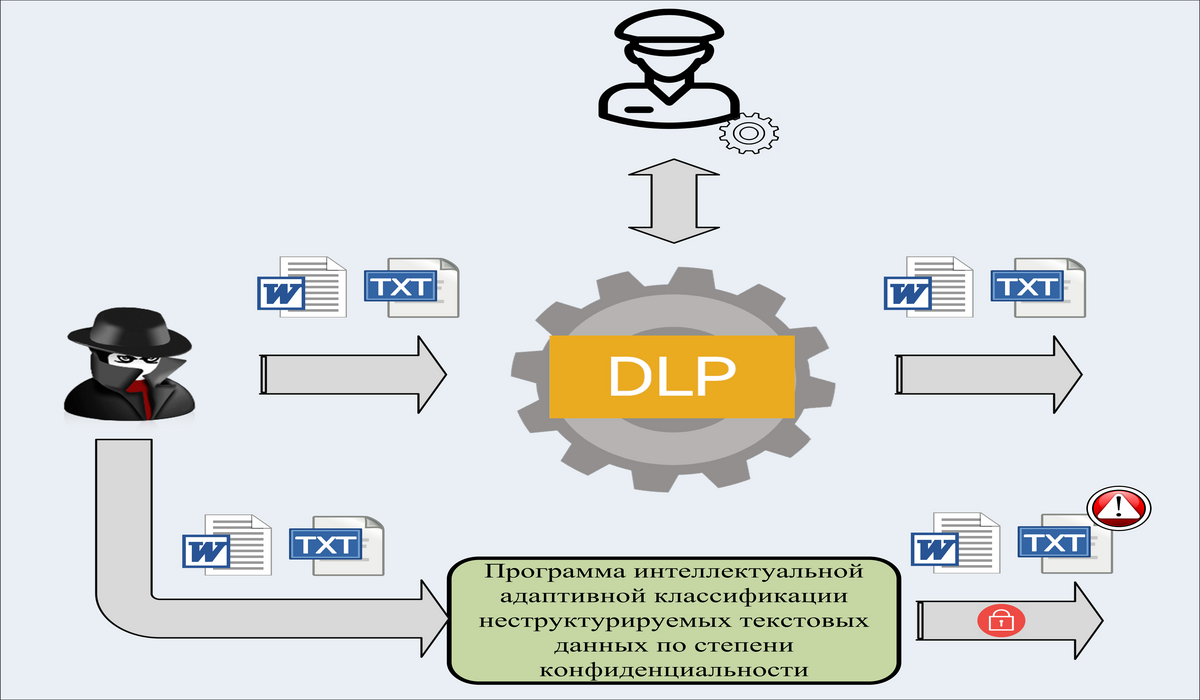 W TXT
W TXT
DLP
W TXT
W TXT
Программа интеллектуальной
адаптивной классификации
неструктурируемых текстовых
данных по степени
конфиденциальности